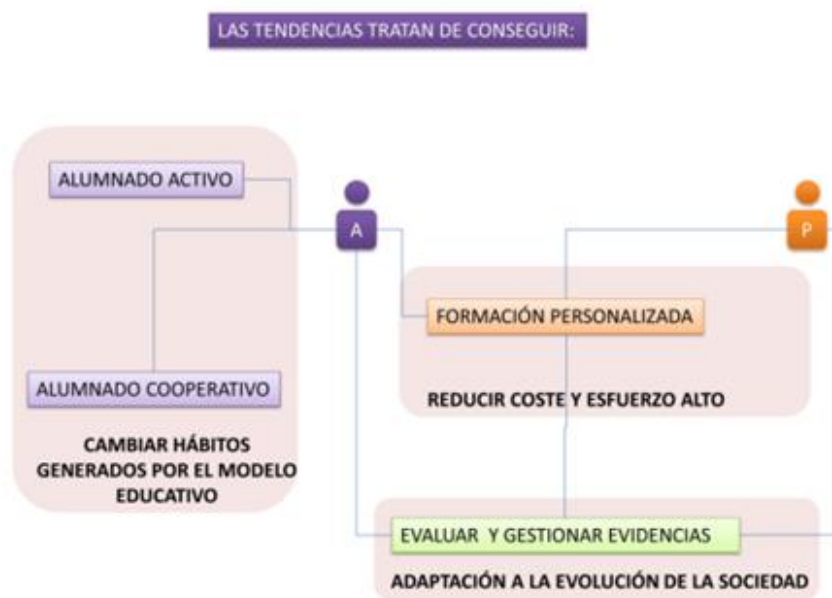 LAS TENDENCIAS TRATAN DE CONSEGUIR:
ALUMNADO ACTIVO
A
P
FORMACIÓN PERSONALIZADA
ALUMNADO COOPERATIVO
REDUCIR COSTE Y ESFUERZO ALTO
CAMBIAR HÁBITOS
GENERADOS POR EL MODELO
EDUCATIVO
EVALUAR Y GESTIONAR EVIDENCIAS
ADAPTACIÓN A LA EVOLUCIÓN DE LA SOCIEDAD